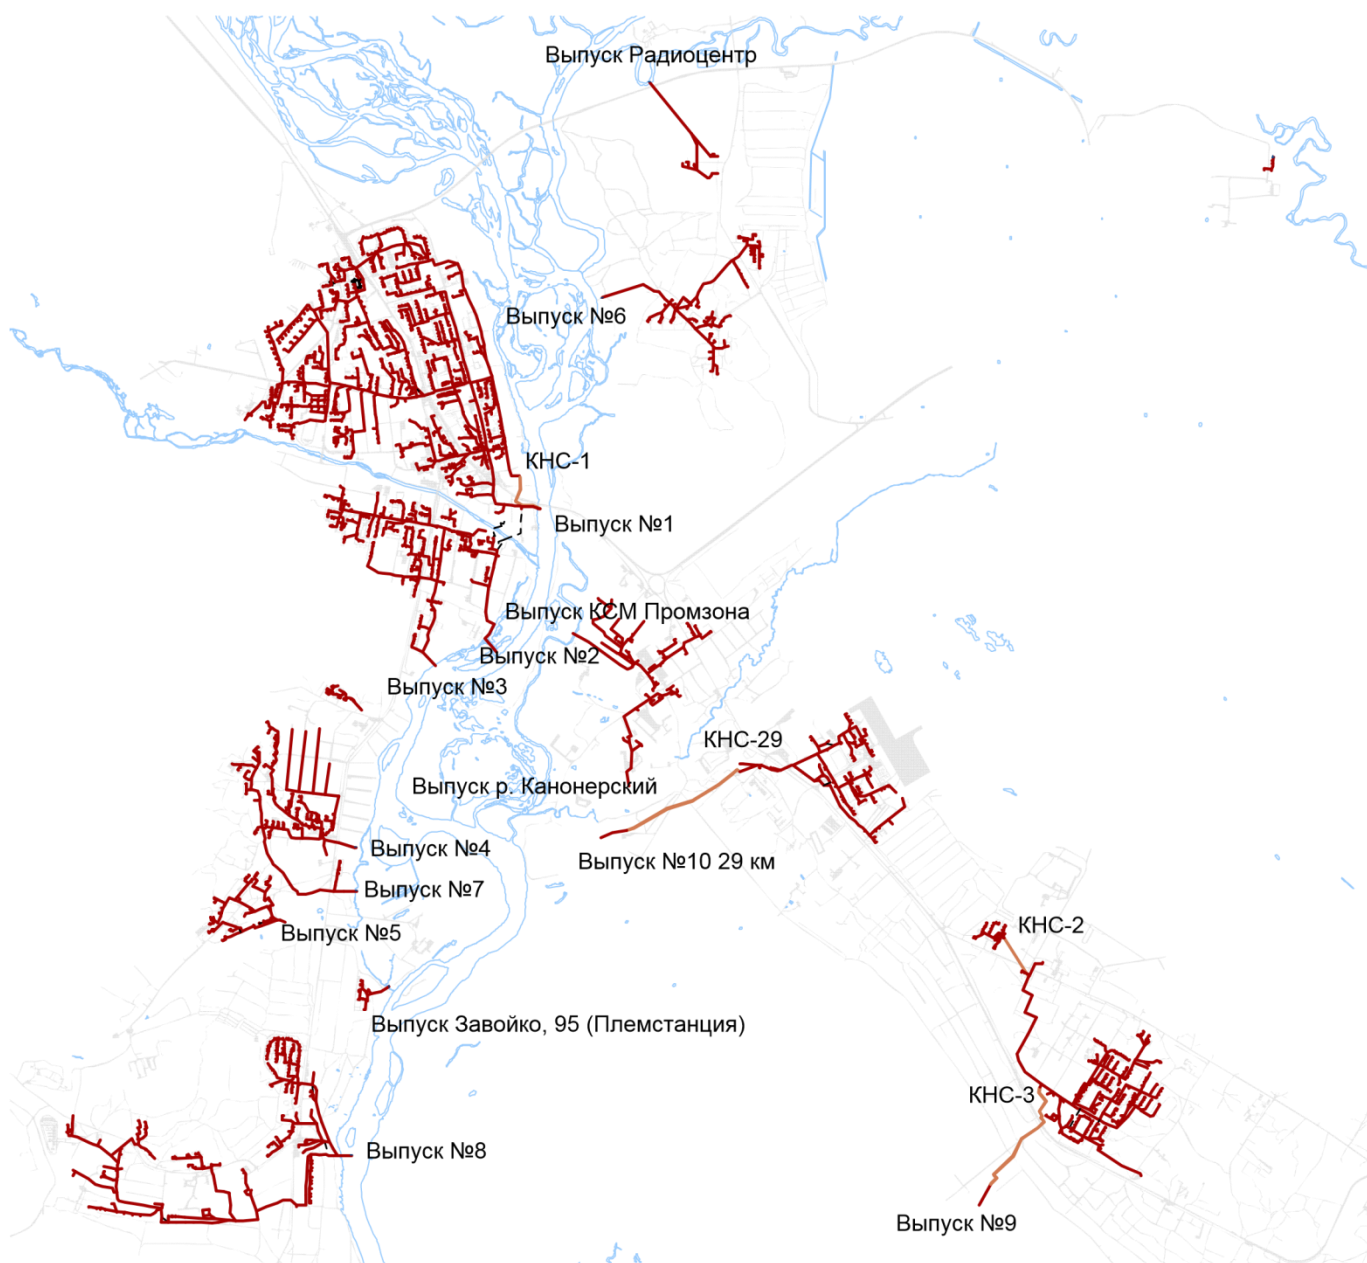 Выпуск Радиоцентр
Выпуск №6
КНС-1
Выпуск №1
Выпуск КСМ Промзона
Выпуск №2
Выпуск №3
КНС-29
Выпуск р. Канонерский
Выпуск №4
Выпуск №10 29 км
Выпуск №7
КНС-2
Выпуск №5
Выпуск Завойко, 95 (Племстанция)
КНС-3
Выпуск №8
Выпуск №9